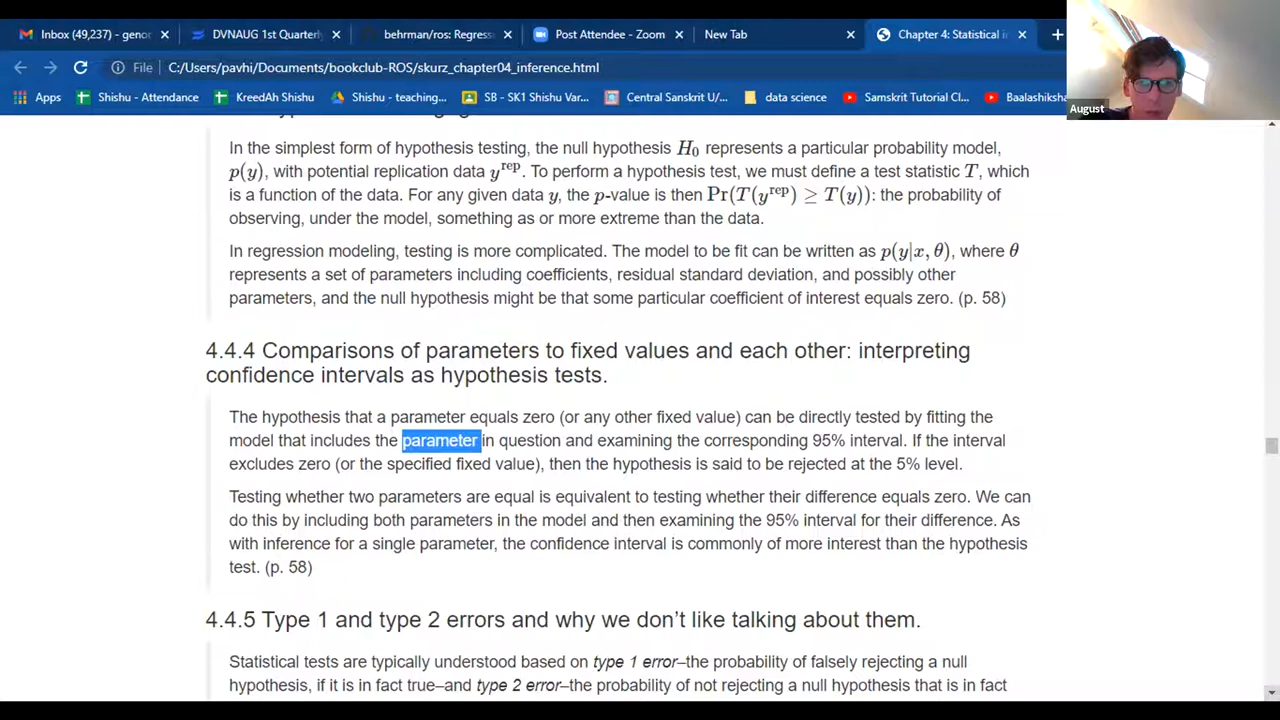 Inbox (49,237) - genor
DVNAUG 1st Quarterly
behrman/ros: Regress
Post Attendee - Zoom
New Tab
Chapter 4: Statistical in
File
C:/Users/pavhi/Documents/bookclub-ROS/skurz_chapter04_inference.html
August
Apps
Shishu - Attendance
KreedAh Shishu
Shishu - teaching...
SB - SK1 Shishu Var...
Central Sanskrit U/...
data science
Samskrit Tutorial Cl...
Baalashiksha
In the simplest form of hypothesis testing, the null hypothesis H₀ represents a particular probability model,
p(y), with potential replication data y^rep. To perform a hypothesis test, we must define a test statistic T, which
is a function of the data. For any given data y, the p-value is then Pr(T(y^rep) ≥ T(y)): the probability of
observing, under the model, something as or more extreme than the data.
In regression modeling, testing is more complicated. The model to be fit can be written as p(y|x, θ), where θ
represents a set of parameters including coefficients, residual standard deviation, and possibly other
parameters, and the null hypothesis might be that some particular coefficient of interest equals zero. (p. 58)
4.4.4 Comparisons of parameters to fixed values and each other: interpreting
confidence intervals as hypothesis tests.
The hypothesis that a parameter equals zero (or any other fixed value) can be directly tested by fitting the
model that includes the parameter in question and examining the corresponding 95% interval. If the interval
excludes zero (or the specified fixed value), then the hypothesis is said to be rejected at the 5% level.
Testing whether two parameters are equal is equivalent to testing whether their difference equals zero. We can
do this by including both parameters in the model and then examining the 95% interval for their difference. As
with inference for a single parameter, the confidence interval is commonly of more interest than the hypothesis
test. (p. 58)
4.4.5 Type 1 and type 2 errors and why we don't like talking about them.
Statistical tests are typically understood based on type 1 error–the probability of falsely rejecting a null
hypothesis, if it is in fact true–and type 2 error–the probability of not rejecting a null hypothesis that is in fact